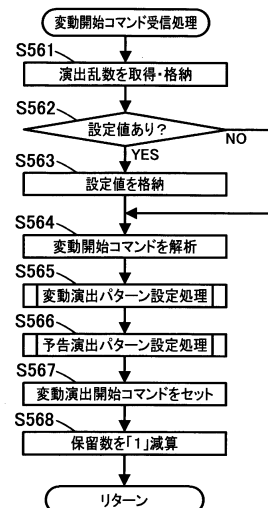 変動開始コマンド受信処理
S561
演出乱数を取得・格納
S562
設定値あり?
NO
YES
S563
設定値を格納
S564
変動開始コマンドを解析
S565
変動演出パターン設定処理
S566
予告演出パターン設定処理
S567
変動演出開始コマンドをセット
S568
保留数を「1」減算
リターン